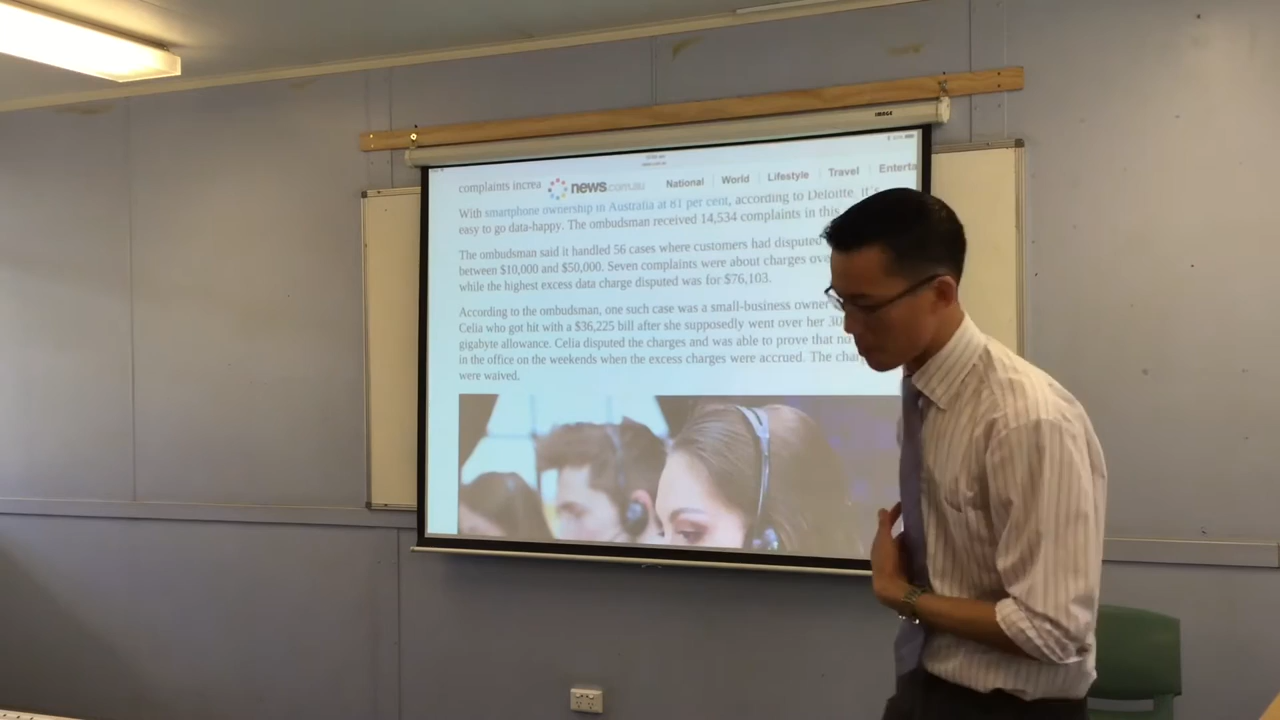 IMAGE
complaints increa
news.com.au
National
World
Lifestyle
Travel
Enterta
With smartphone ownership in Australia at 81 per cent, according to Deloitte, it's
easy to go data-happy. The ombudsman received 14,534 complaints in this
The ombudsman said it handled 56 cases where customers had disputed
between $10,000 and $50,000. Seven complaints were about charges ove
while the highest excess data charge disputed was for $76,103.
According to the ombudsman, one such case was a small-business owner
Celia who got hit with a $36,225 bill after she supposedly went over her 30
gigabyte allowance. Celia disputed the charges and was able to prove that no
in the office on the weekends when the excess charges were accrued. The char
were waived.